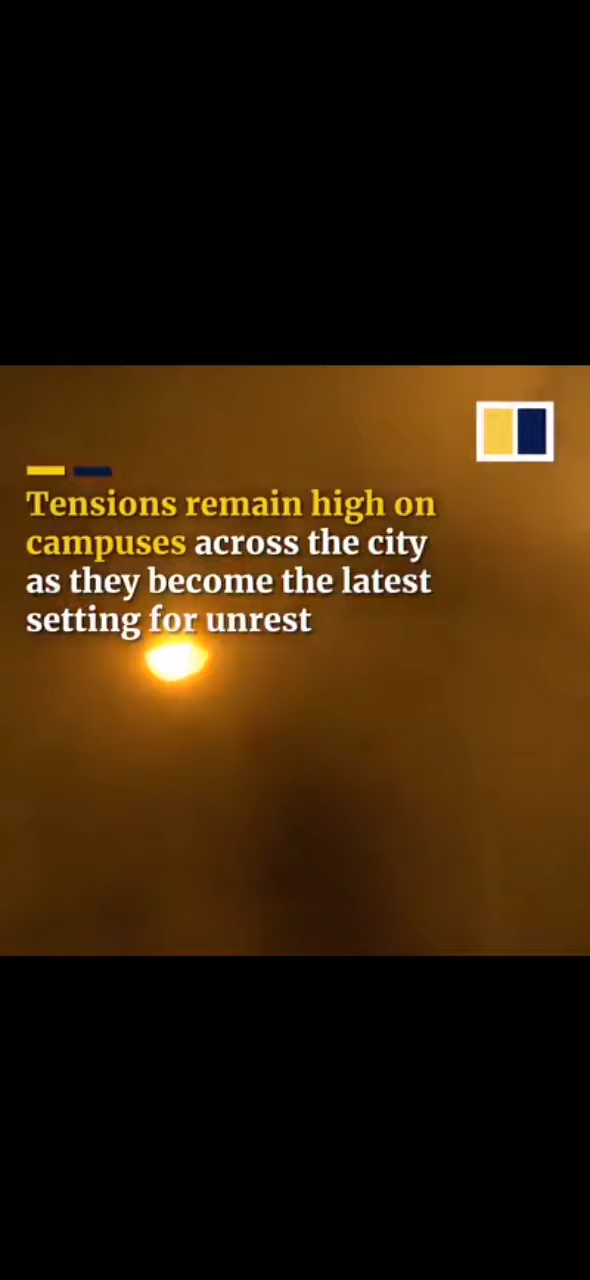 Tensions remain high on
campuses across the city
as they become the latest
setting for unrest